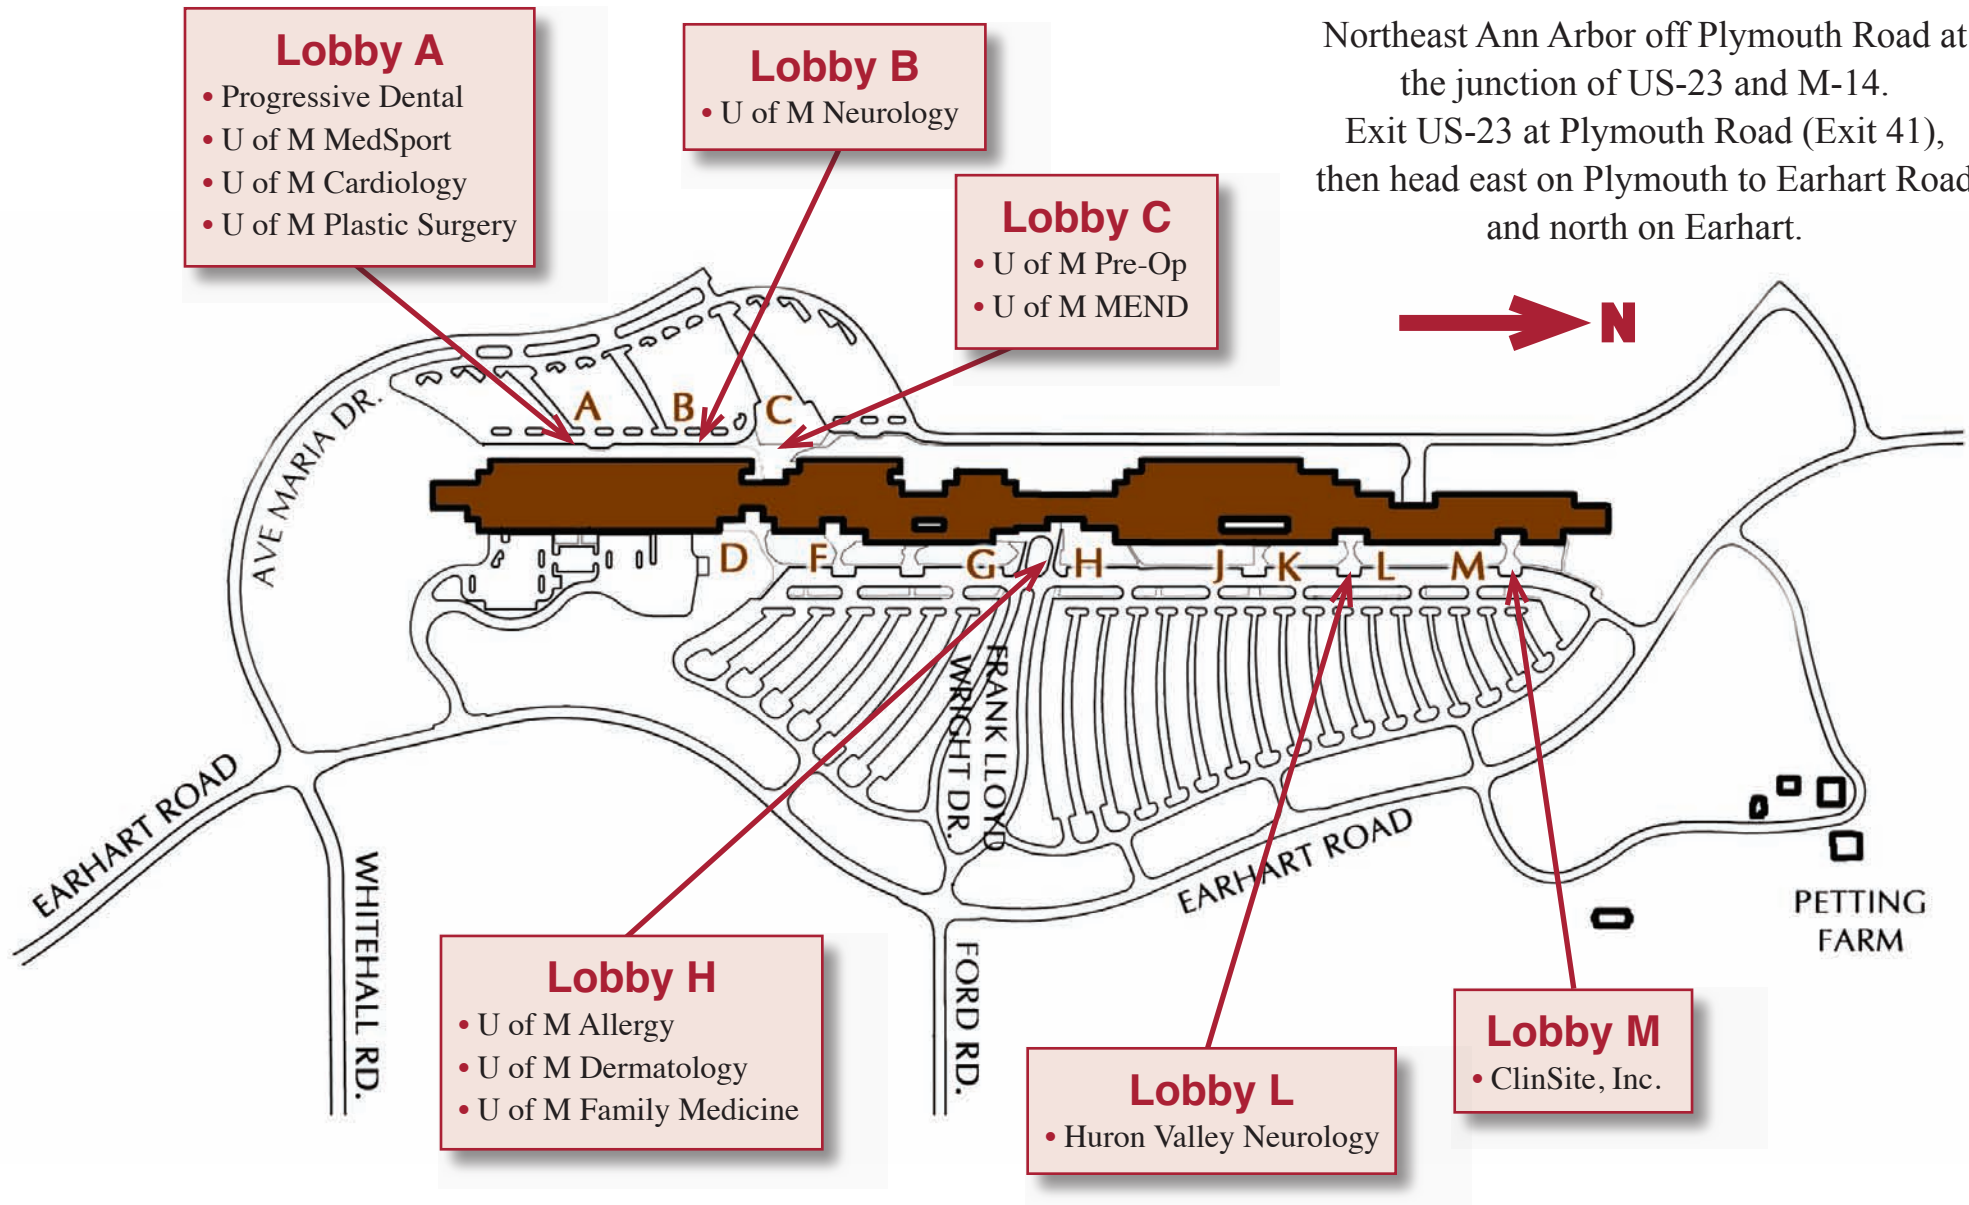 Lobby A
• Progressive Dental
• U of M MedSport
• U of M Cardiology
• U of M Plastic Surgery
Lobby B
• U of M Neurology
Lobby C
• U of M Pre-Op
• U of M MEND
Northeast Ann Arbor off Plymouth Road at
the junction of US-23 and M-14.
Exit US-23 at Plymouth Road (Exit 41),
then head east on Plymouth to Earhart Road
and north on Earhart.
N
A
B
C
AVE MARIA DR.
D
F
G
H
J
K
L
M
FRANK LLOYD
WRIGHT DR.
EARHART ROAD
WHITEHALL RD.
EARHART ROAD
FORD RD.
PETTING
FARM
Lobby H
• U of M Allergy
• U of M Dermatology
• U of M Family Medicine
Lobby L
• Huron Valley Neurology
Lobby M
• ClinSite, Inc.